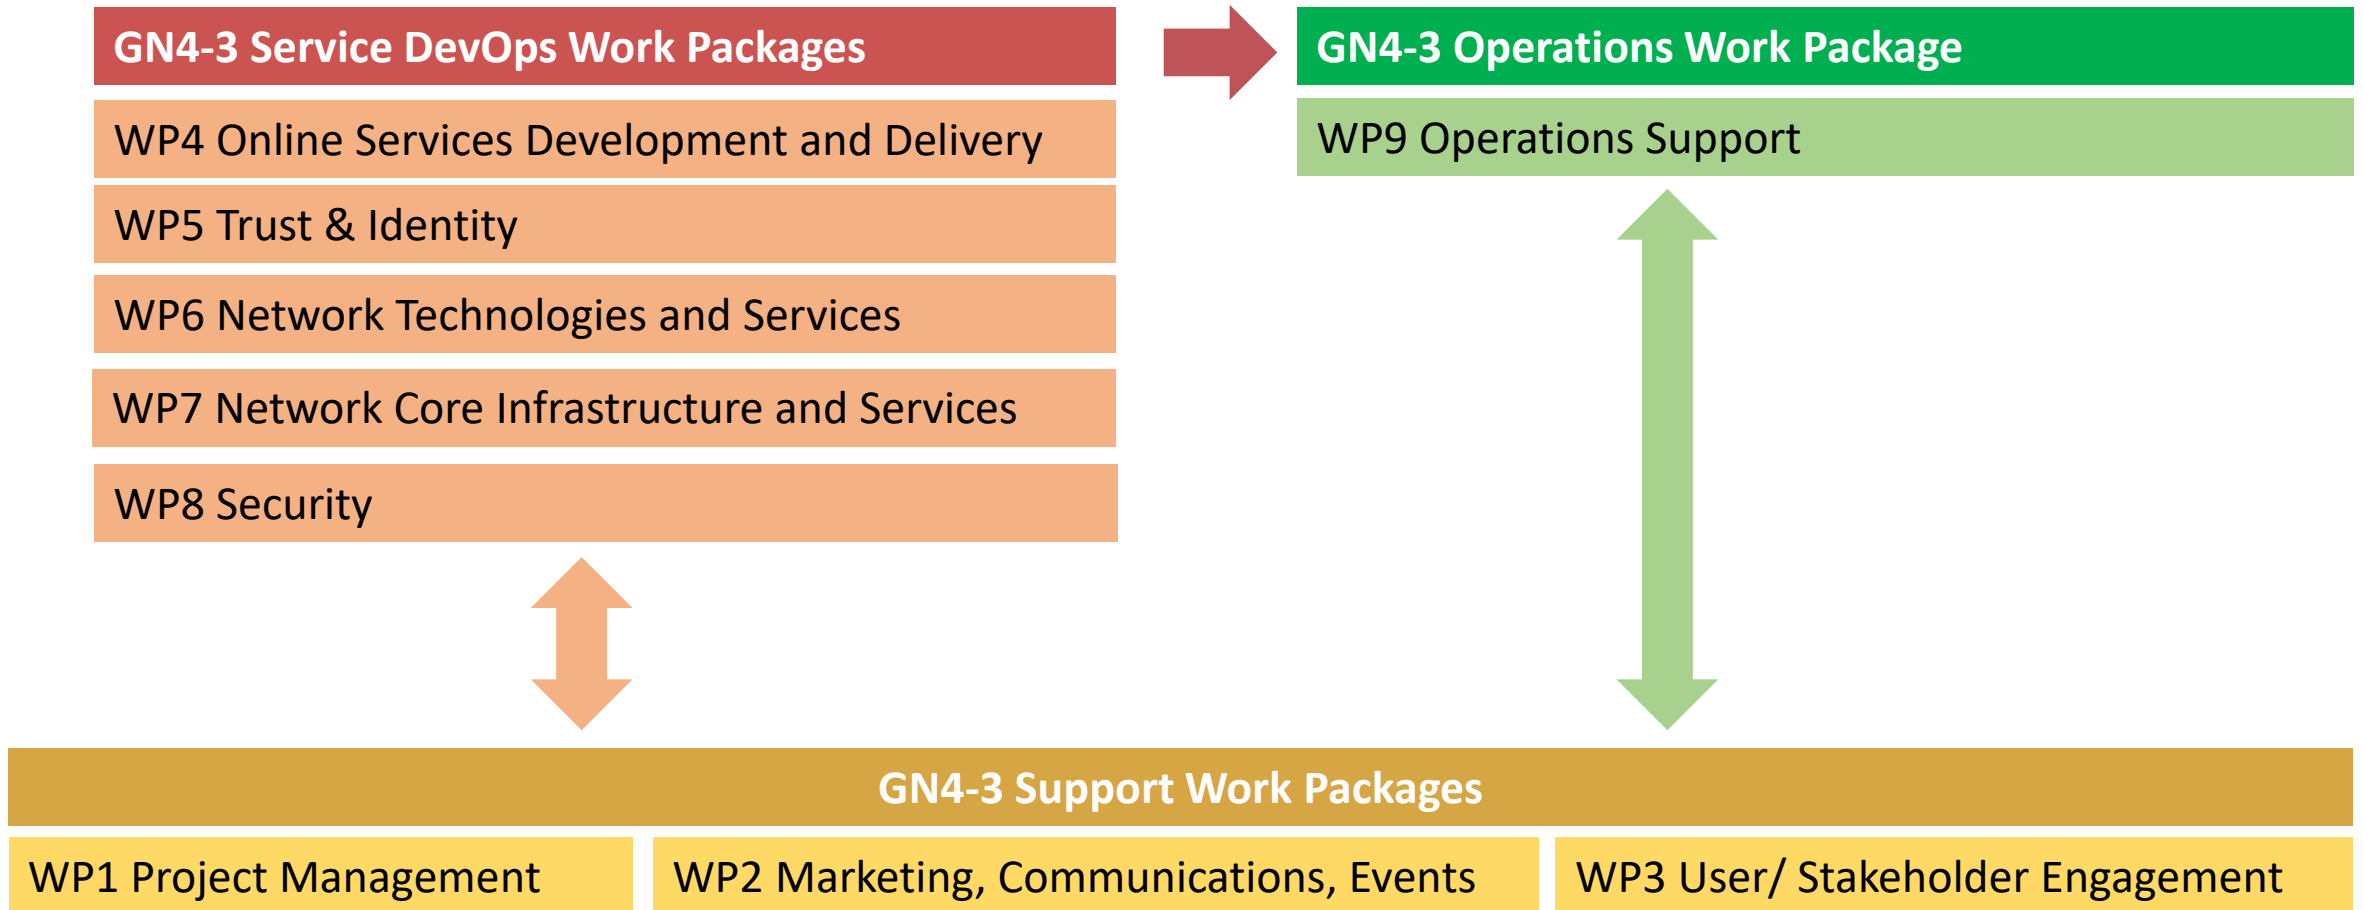 GN4-3 Service DevOps Work Packages
WP4 Online Services Development and Delivery
WP5 Trust & Identity
WP6 Network Technologies and Services
WP7 Network Core Infrastructure and Services
WP8 Security
GN4-3 Operations Work Package
WP9 Operations Support
GN4-3 Support Work Packages
WP1 Project Management
WP2 Marketing, Communications, Events
WP3 User/ Stakeholder Engagement